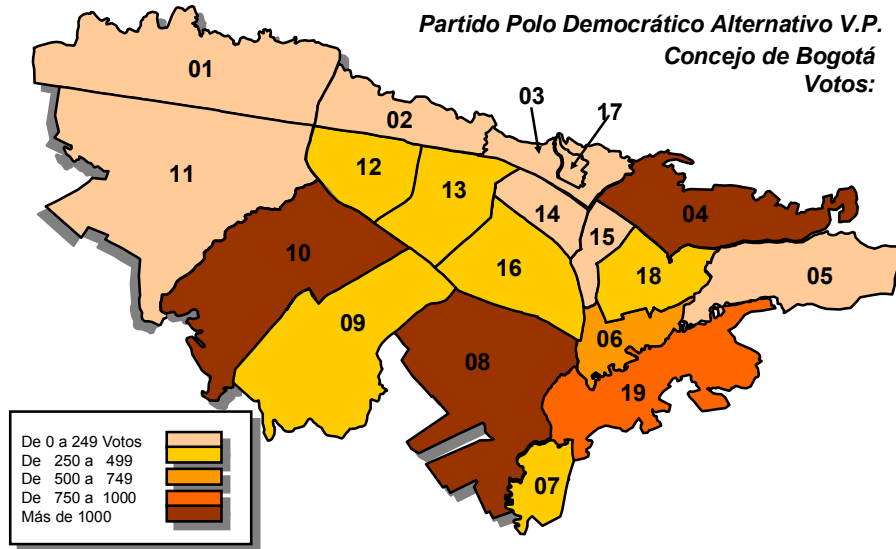 Partido Polo Democrático Alternativo V.P.
Concejo de Bogotá
Votos:
01
02
03
17
11
12
13
14
15
04
10
16
18
05
09
08
06
19
07
De 0 a 249 Votos
De 250 a 499
De 500 a 749
De 750 a 1000
Más de 1000